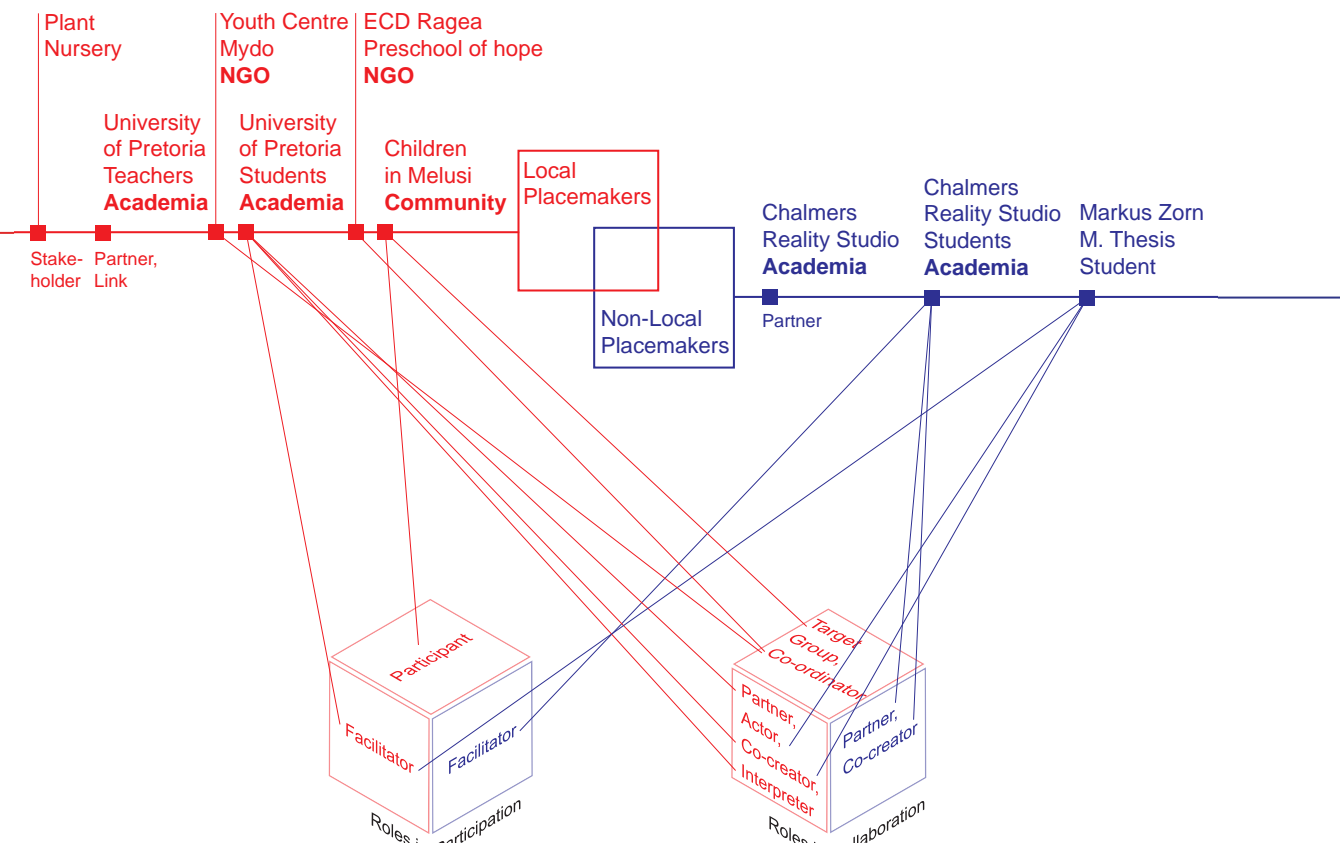 Plant
Nursery
Youth Centre
Mydo
NGO
ECD Ragea
Preschool of hope
NGO
University
of Pretoria
Teachers
Academia
University
of Pretoria
Students
Academia
Children
in Melusi
Community
Stake-
holder
Partner,
Link
Local
Placemakers
Non-Local
Placemakers
Chalmers
Reality Studio
Academia
Partner
Chalmers
Reality Studio
Students
Academia
Markus Zorn
M. Thesis
Student
Participant
Facilitator
Facilitator
Target
Group,
Co-ordinator
Partner,
Actor,
Co-creator,
Interpreter
Partner,
Co-creator
Roles
Roles